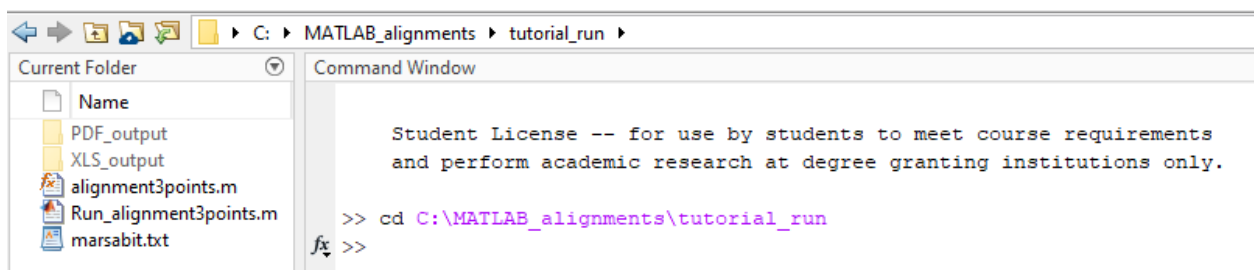 C: MATLAB_alignments tutorial_run
Current Folder
Command Window
Name
PDF_output
XLS_output
alignment3points.m
Run_alignment3points.m
marsabit.txt
Student License -- for use by students to meet course requirements
and perform academic research at degree granting institutions only.
>> cd C:\MATLAB_alignments\tutorial_run
fx >>